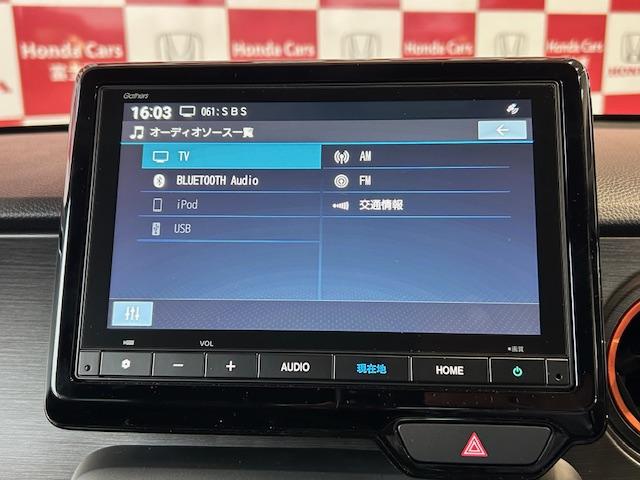 Honda Cars
Honda Cars
Honda Cars
HONDA
Gathers
16:03 061:SBS
オーディオソース一覧
TV
BLUETOOTH Audio
iPod
USB
AM
FM
交通情報
VOL
画質
AUDIO
現在地
HOME